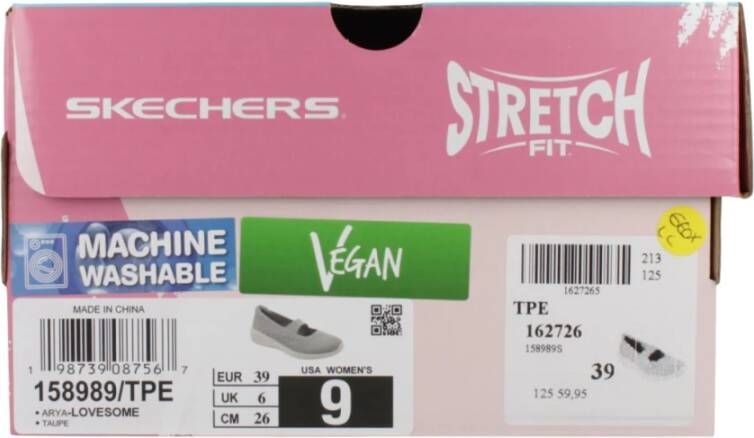 SKECHERS
STRETCH
FIT
MACHINE
WASHABLE
VEGAN
213
125
1627265
MADE IN CHINA
1 98739 08756 7
158989/TPE
• ARYA-LOVESOME
• TAUPE
EUR 39
UK 6
CM 26
USA WOMEN'S
9
TPE
162726
158989S
39
125 59,95